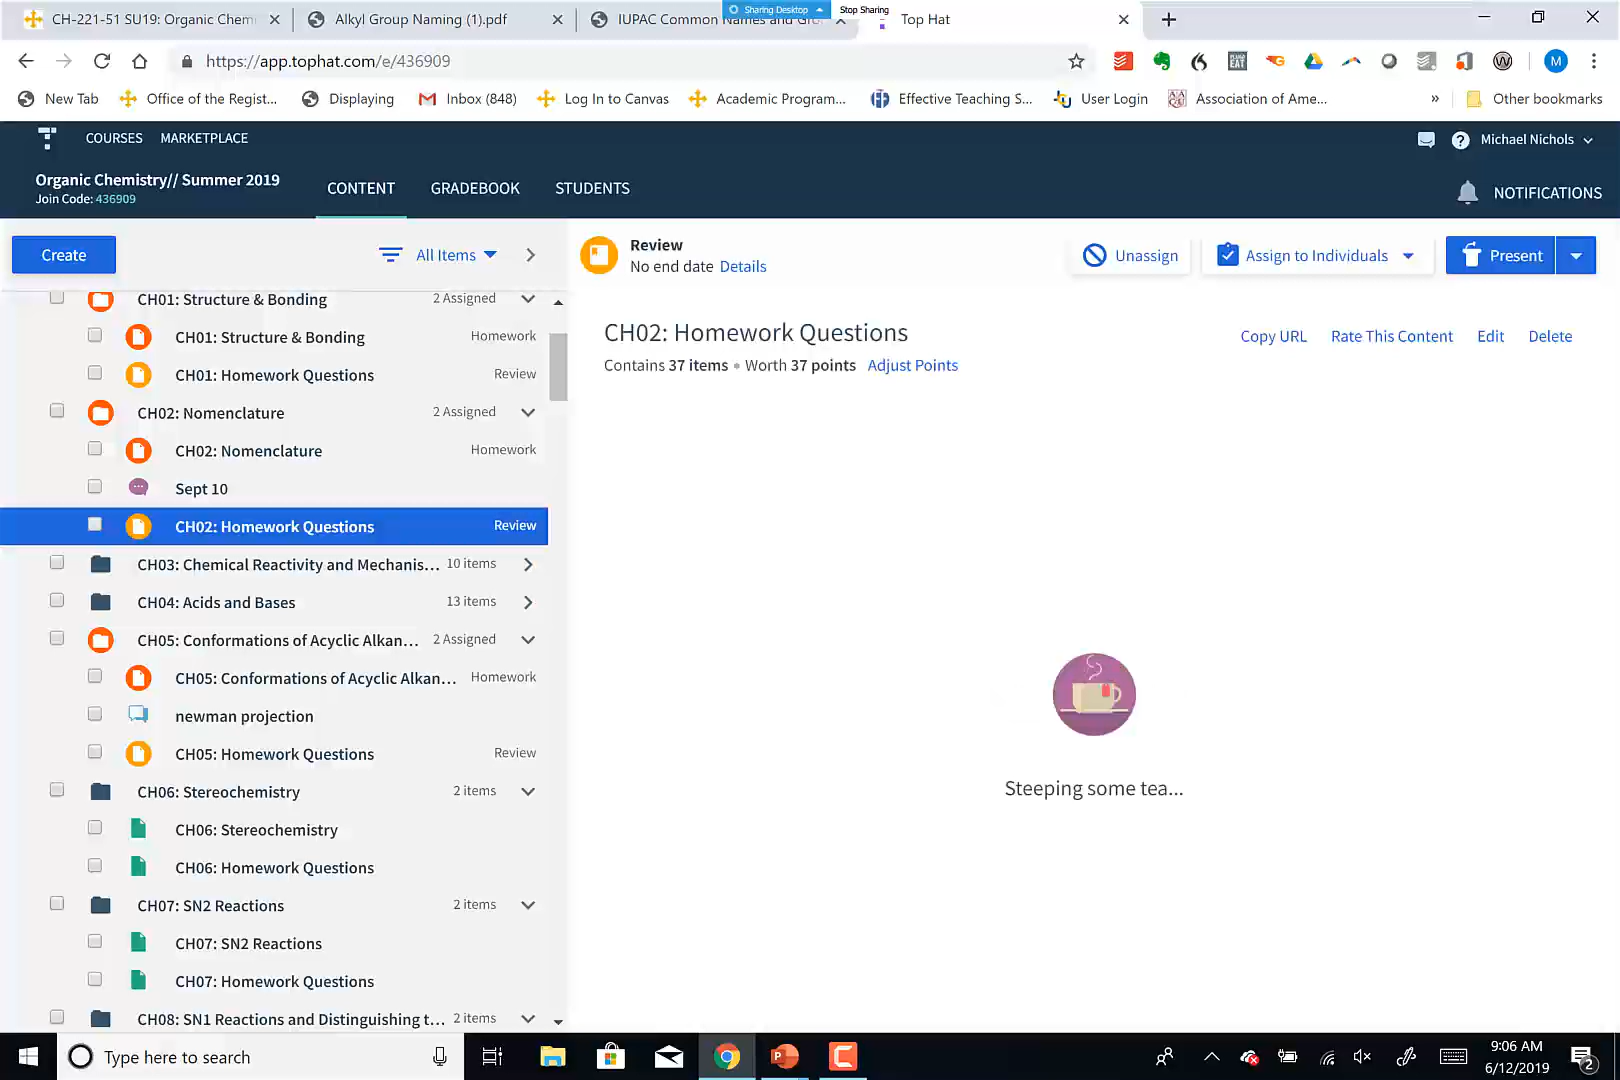 CH-221-51 SU19: Organic Chem
Alkyl Group Naming (1).pdf
IUPAC Common Names and
Sharing Desktop
Stop Sharing
Top Hat
https://app.tophat.com/e/436909
New Tab
Office of the Regist...
Displaying
Inbox (848)
Log In to Canvas
Academic Program...
Effective Teaching S...
User Login
Association of Ame...
»
Other bookmarks
COURSES
MARKETPLACE
Michael Nichols
Organic Chemistry// Summer 2019
Join Code: 436909
CONTENT
GRADEBOOK
STUDENTS
NOTIFICATIONS
Create
All Items
Review
No end date Details
Unassign
Assign to Individuals
Present
CH01: Structure & Bonding 2 Assigned
CH01: Structure & Bonding Homework
CH01: Homework Questions Review
CH02: Nomenclature 2 Assigned
CH02: Nomenclature Homework
Sept 10
CH02: Homework Questions Review
CH03: Chemical Reactivity and Mechanis... 10 items
CH04: Acids and Bases 13 items
CH05: Conformations of Acyclic Alkan... 2 Assigned
CH05: Conformations of Acyclic Alkan... Homework
newman projection
CH05: Homework Questions Review
CH06: Stereochemistry 2 items
CH06: Stereochemistry
CH06: Homework Questions
CH07: SN2 Reactions 2 items
CH07: SN2 Reactions
CH07: Homework Questions
CH08: SN1 Reactions and Distinguishing t... 2 items
CH02: Homework Questions
Copy URL
Rate This Content
Edit
Delete
Contains 37 items • Worth 37 points Adjust Points
Steeping some tea...
Type here to search
9:06 AM
6/12/2019
2